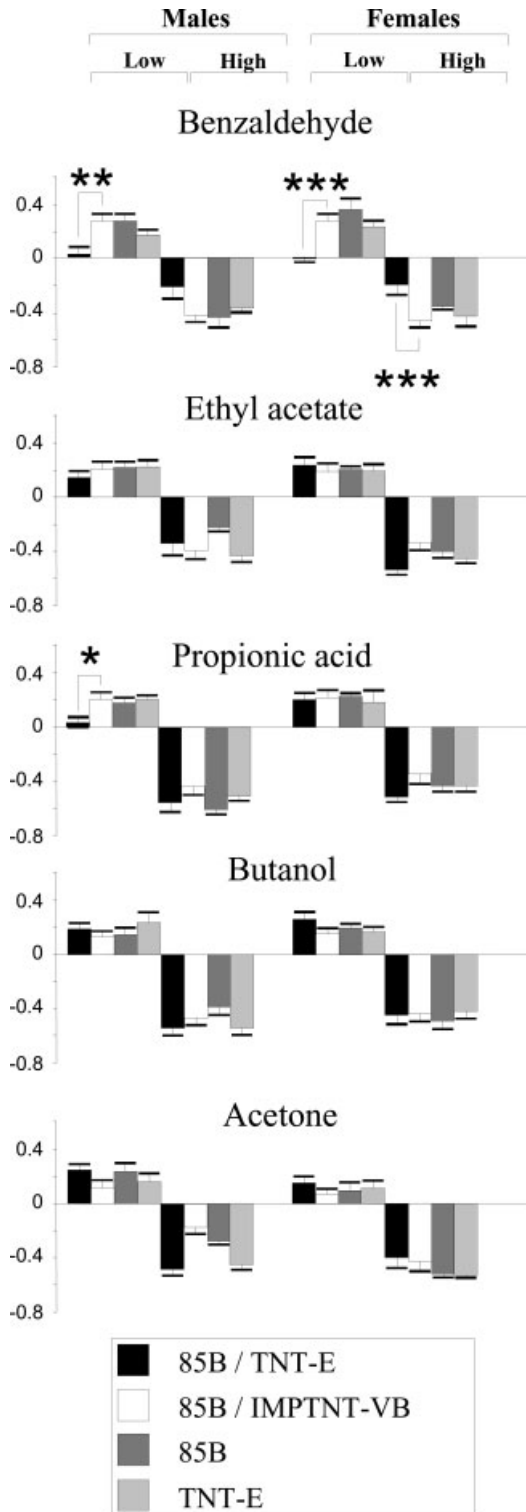 Males Females
Low High Low High
Benzaldehyde
** ***
0.4
0
-0.4
-0.8
***
Ethyl acetate
0.4
0
-0.4
-0.8
Propionic acid
*
0.4
0
-0.4
-0.8
Butanol
0.4
0
-0.4
-0.8
Acetone
0.4
0
-0.4
-0.8
85B / TNT-E
85B / IMPTNT-VB
85B
TNT-E